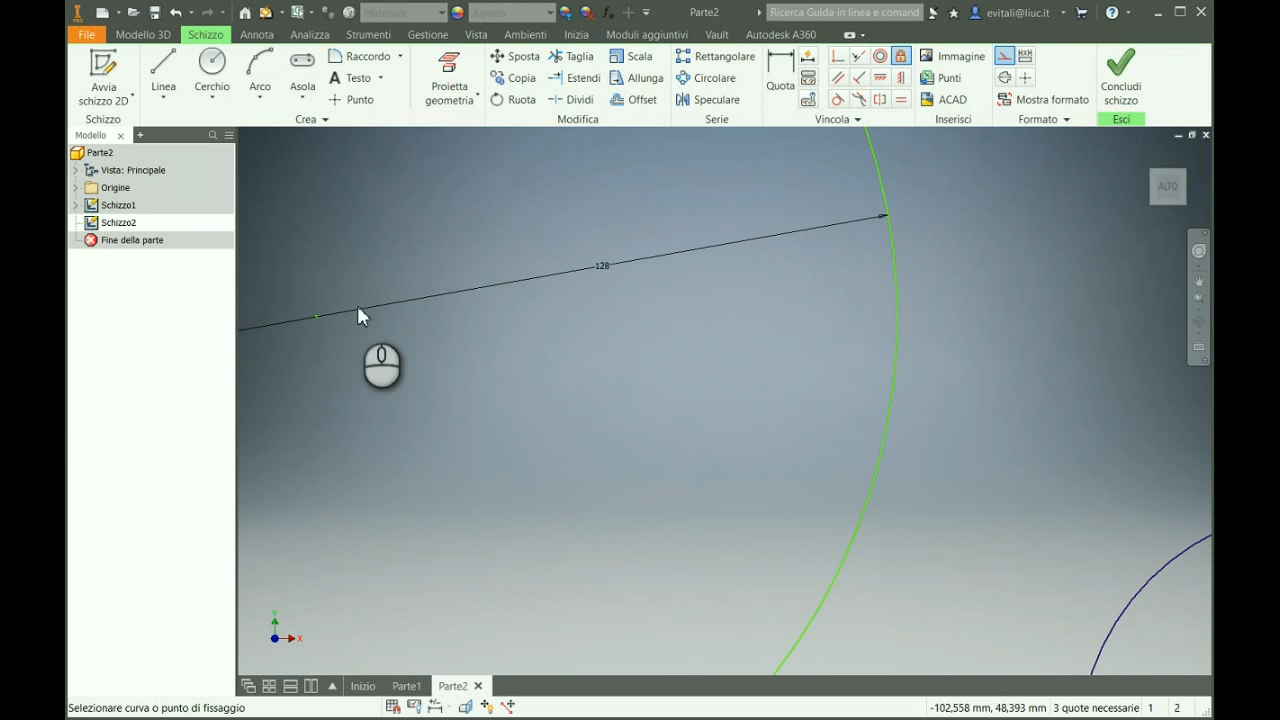 PRO
Materiale
Aspetto
Parte2
Ricerca Guida in linea e command
evitali@liuc.it
File
Modello 3D
Schizzo
Annota
Analizza
Strumenti
Gestione
Vista
Ambienti
Inizia
Moduli aggiuntivi
Vault
Autodesk A360
Avvia
schizzo 2D
Linea
Cerchio
Arco
Asola
Raccordo
Testo
Punto
Proietta
geometria
Sposta
Copia
Ruota
Taglia
Estendi
Dividi
Scala
Allunga
Offset
Rettangolare
Circolare
Speculare
Quota
Immagine
Punti
ACAD
Mostra formato
Concludi
schizzo
Schizzo
Crea
Modifica
Serie
Vincola
Inserisci
Formato
Esci
Modello
Parte2
Vista: Principale
Origine
Schizzo1
Schizzo2
Fine della parte
ALTO
128
Y
X
Inizio
Parte1
Parte2
Selezionare curva o punto di fissaggio
-102,558 mm, 48,393 mm
3 quote necessarie
1
2